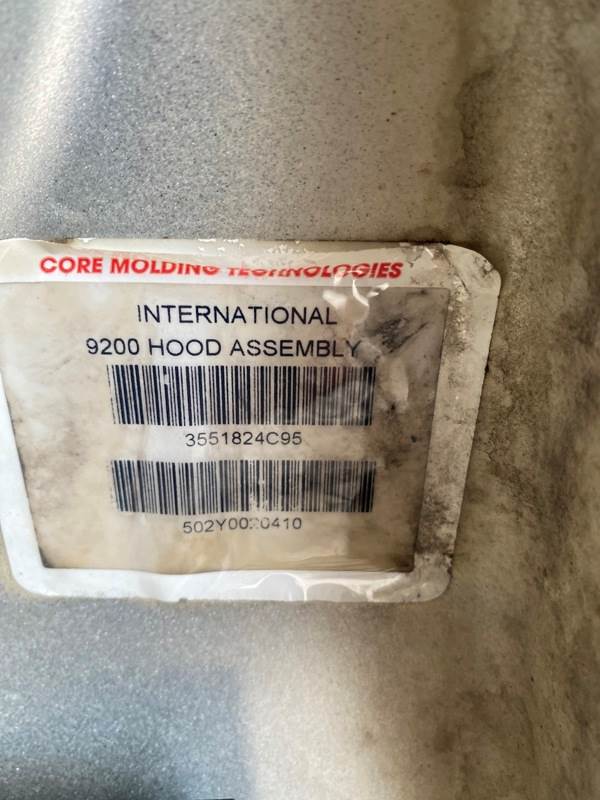 CORE MOLDING TECHNOLOGIES
INTERNATIONAL
9200 HOOD ASSEMBLY
3551824C95